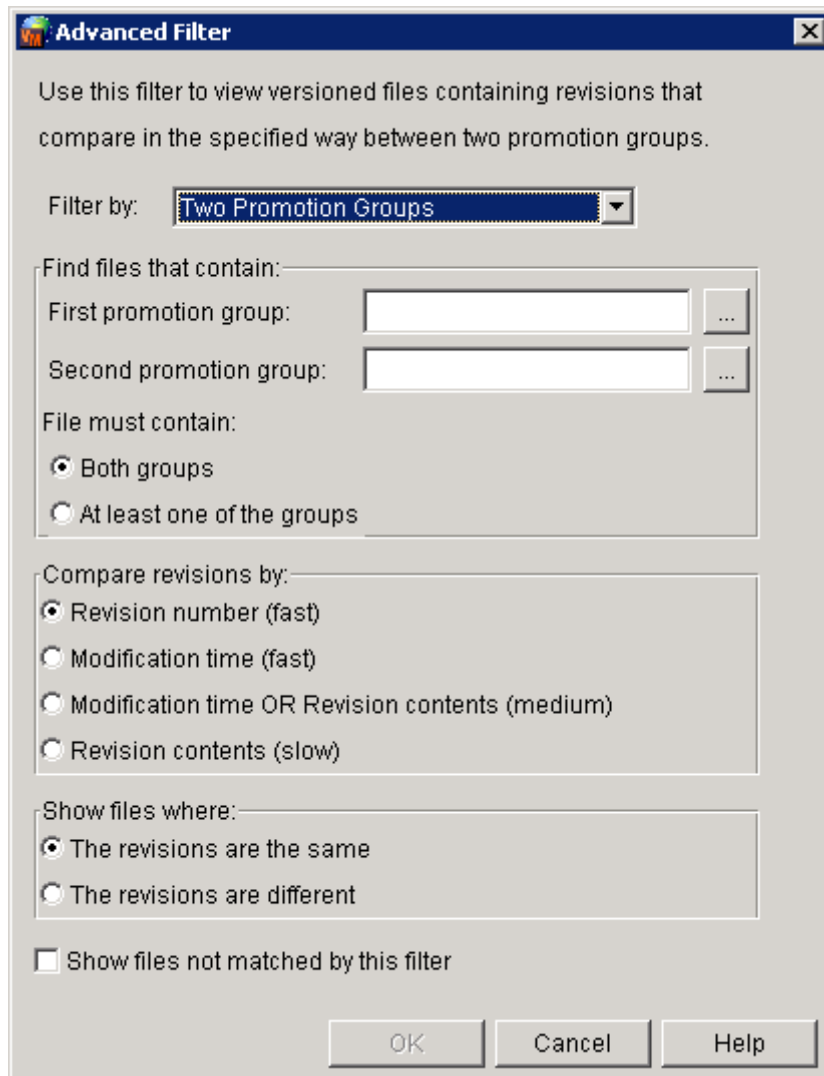 VM Advanced Filter
Use this filter to view versioned files containing revisions that
compare in the specified way between two promotion groups.
Filter by: Two Promotion Groups
Find files that contain:
First promotion group: ...
Second promotion group: ...
File must contain:
Both groups
At least one of the groups
Compare revisions by:
Revision number (fast)
Modification time (fast)
Modification time OR Revision contents (medium)
Revision contents (slow)
Show files where:
The revisions are the same
The revisions are different
Show files not matched by this filter
OK Cancel Help